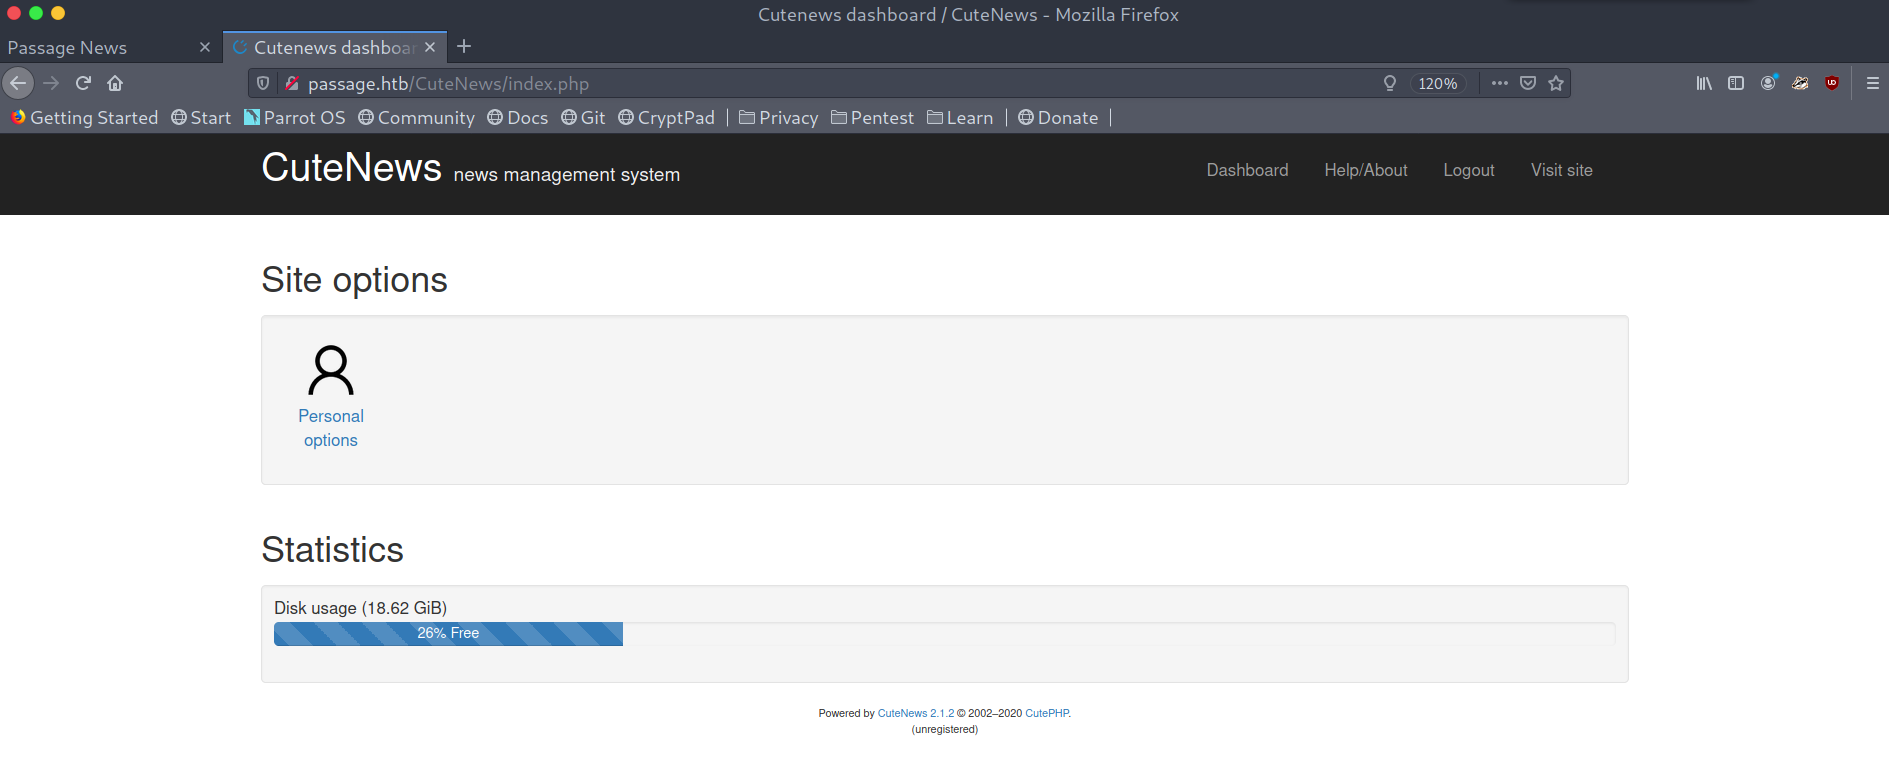 Cutenews dashboard / CuteNews - Mozilla Firefox
Passage News
Cutenews dashboar
passage.htb/CuteNews/index.php 120%
Getting Started Start Parrot OS Community Docs Git CryptPad Privacy Pentest Learn Donate
CuteNews news management system Dashboard Help/About Logout Visit site
Site options
Personal
options
Statistics
Disk usage (18.62 GiB)
26% Free
Powered by CuteNews 2.1.2 © 2002–2020 CutePHP.
(unregistered)